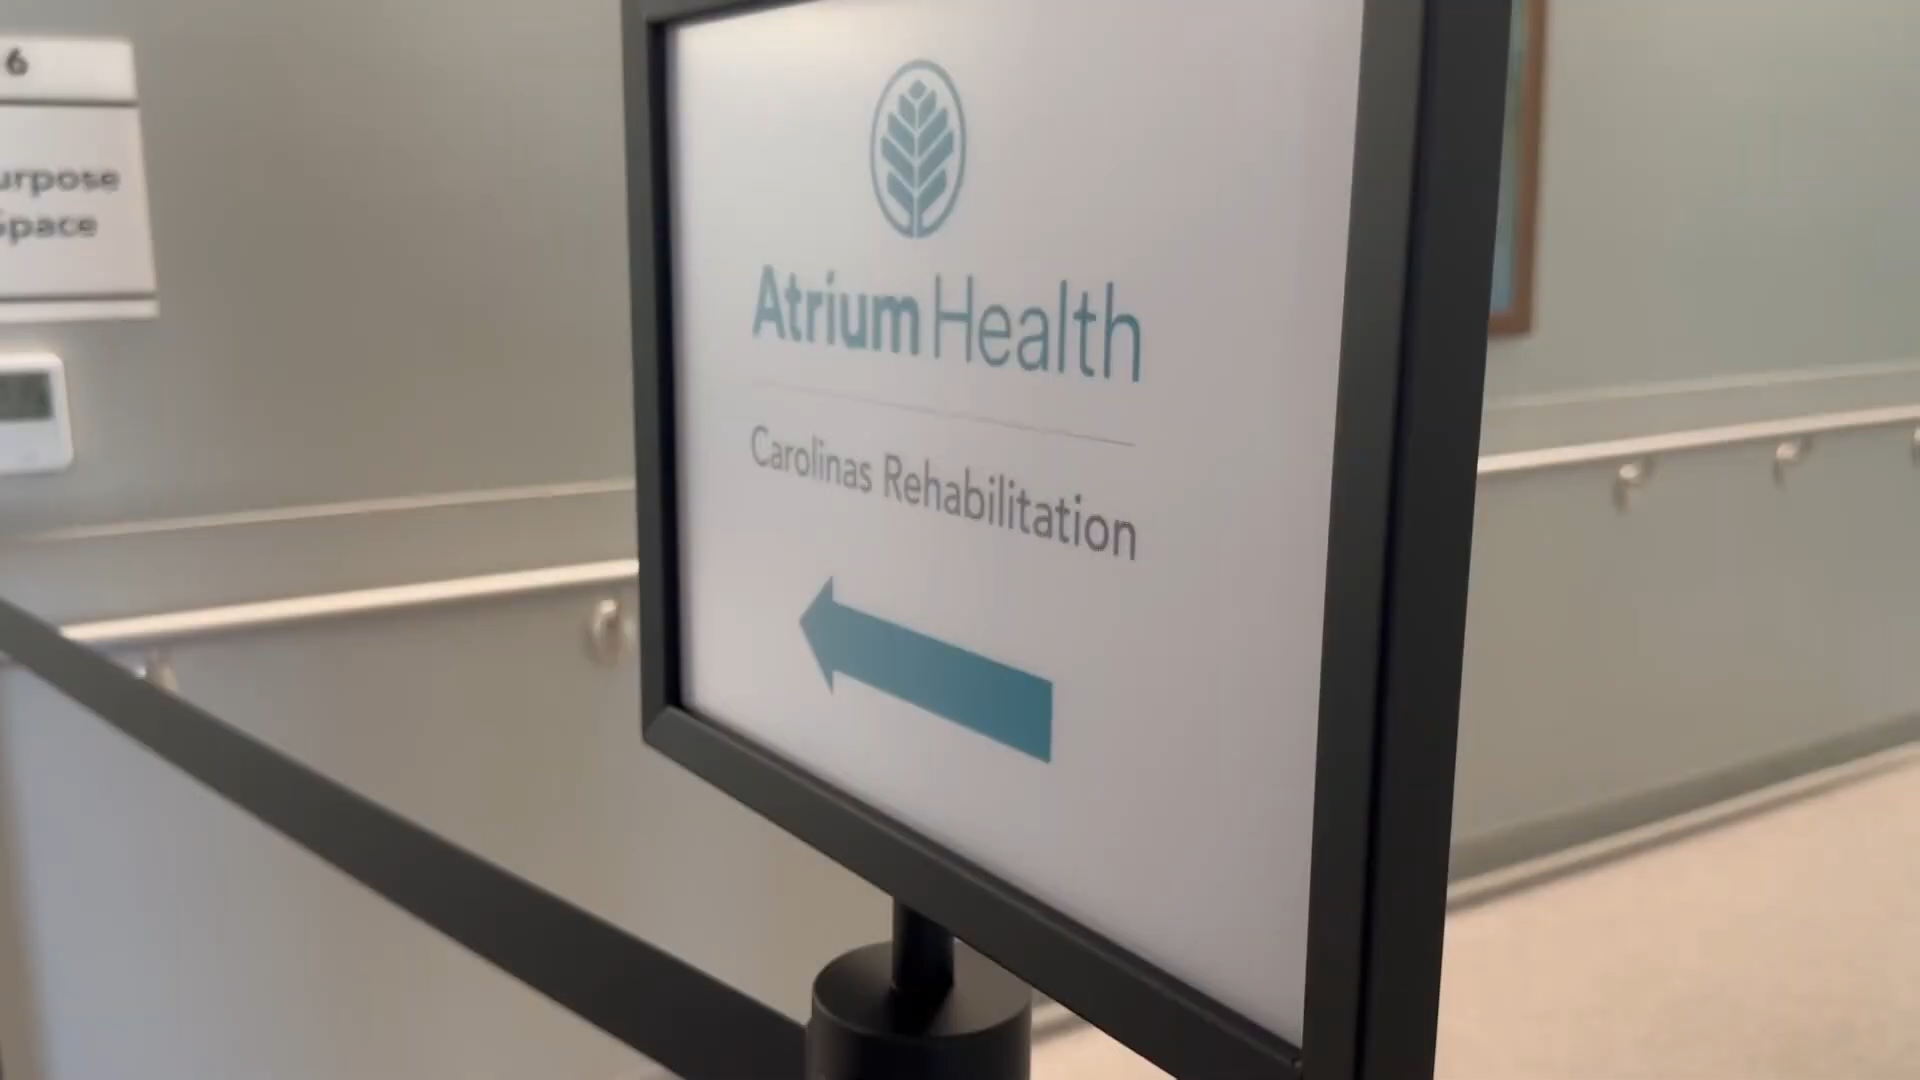 6
urpose
Space
Atrium Health
Carolinas Rehabilitation